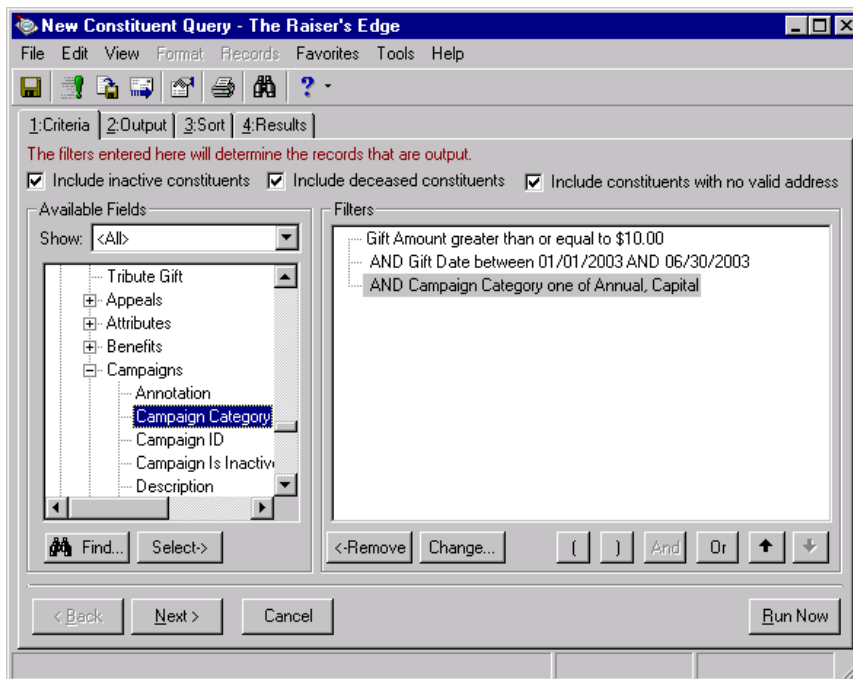 New Constituent Query - The Raiser's Edge
File Edit View Format Records Favorites Tools Help
?
1:Criteria 2:Output 3:Sort 4:Results
The filters entered here will determine the records that are output.
Include inactive constituents Include deceased constituents Include constituents with no valid address
Available Fields
Show: <All>
Tribute Gift
Appeals
Attributes
Benefits
Campaigns
Annotation
Campaign Category
Campaign ID
Campaign Is Inactiv
Description
Find... Select->
Filters
Gift Amount greater than or equal to $10.00
AND Gift Date between 01/01/2003 AND 06/30/2003
AND Campaign Category one of Annual, Capital
<-Remove Change... ( ) And Or
< Back Next > Cancel Run Now